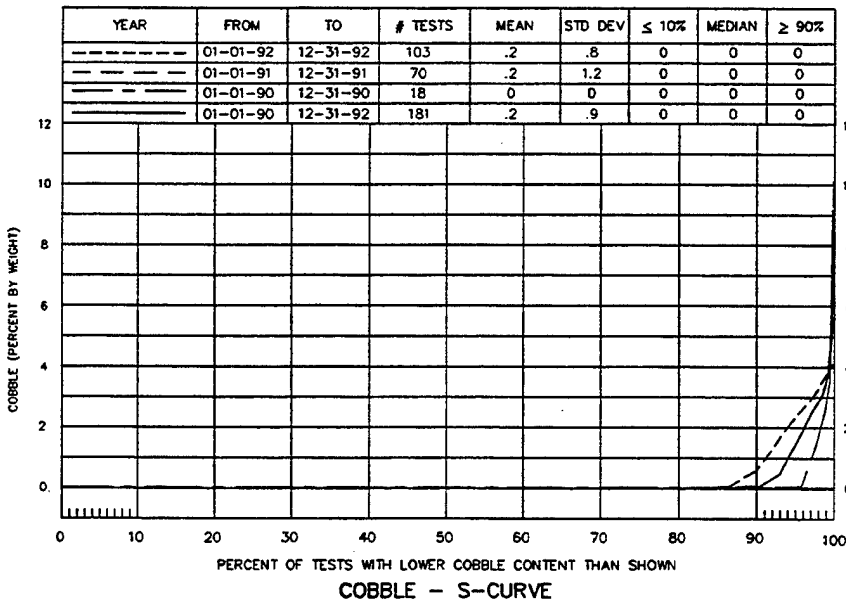 YEAR FROM TO # TESTS MEAN STD DEV ≤ 10% MEDIAN ≥ 90%
01-01-92 12-31-92 103 .2 .8 0 0 0
01-01-91 12-31-91 70 .2 1.2 0 0 0
01-01-90 12-31-90 18 0 0 0 0 0
01-01-90 12-31-92 181 .2 .9 0 0 0
12 1
10 1
8
6
4
2 2
0. 0
COBBLE (PERCENT BY WEIGHT)
0 10 20 30 40 50 60 70 80 90 100
PERCENT OF TESTS WITH LOWER COBBLE CONTENT THAN SHOWN
COBBLE - S-CURVE